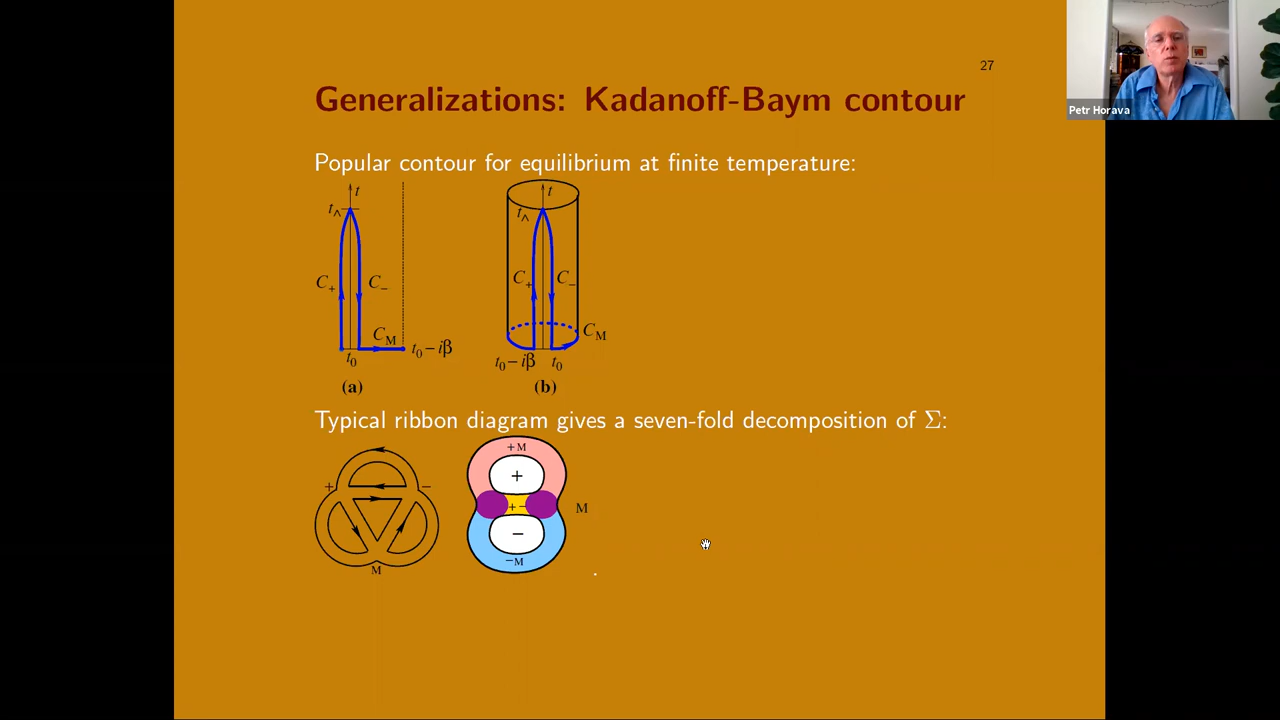 27
Petr Horava
Generalizations: Kadanoff-Baym contour
Popular contour for equilibrium at finite temperature:
t
t^
C+
C−
CM
t0
t0−iβ
(a)
t
t^
C+
C−
CM
t0−iβ
t0
(b)
Typical ribbon diagram gives a seven-fold decomposition of Σ:
+
−
M
+M
+
+−
M
−
−M